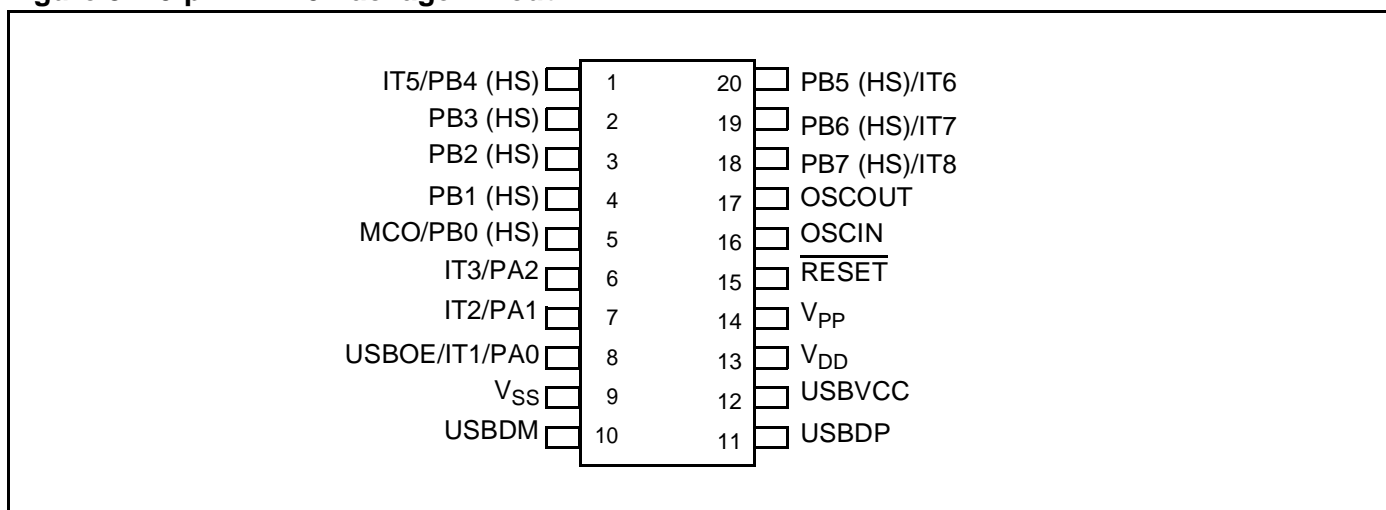 IT5/PB4 (HS) 1 20 PB5 (HS)/IT6
PB3 (HS) 2 19 PB6 (HS)/IT7
PB2 (HS) 3 18 PB7 (HS)/IT8
PB1 (HS) 4 17 OSCOUT
MCO/PB0 (HS) 5 16 OSCIN
IT3/PA2 6 15 RESET
IT2/PA1 7 14 VPP
USBOE/IT1/PA0 8 13 VDD
VSS 9 12 USBVCC
USBDM 10 11 USBDP